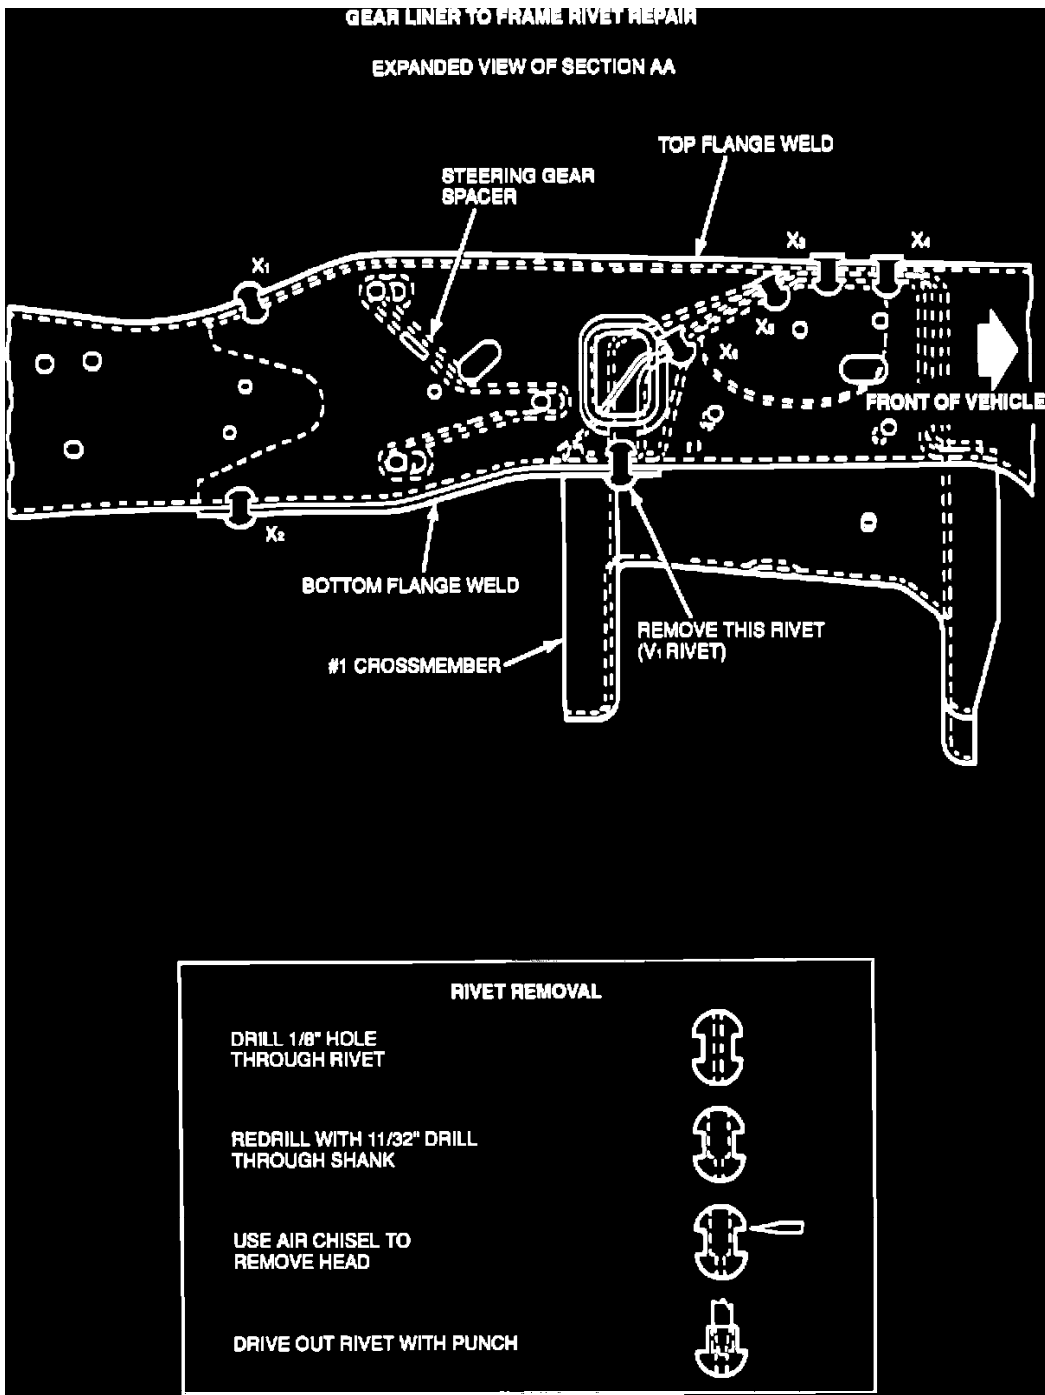 GEAR LINER TO FRAME RIVET REPAIR
EXPANDED VIEW OF SECTION AA
TOP FLANGE WELD
STEERING GEAR
SPACER
X3
X4
X1
X5
X6
FRONT OF VEHICLE
X2
BOTTOM FLANGE WELD
REMOVE THIS RIVET
(V1 RIVET)
#1 CROSSMEMBER
RIVET REMOVAL
DRILL 1/8" HOLE
THROUGH RIVET
REDRILL WITH 11/32" DRILL
THROUGH SHANK
USE AIR CHISEL TO
REMOVE HEAD
DRIVE OUT RIVET WITH PUNCH